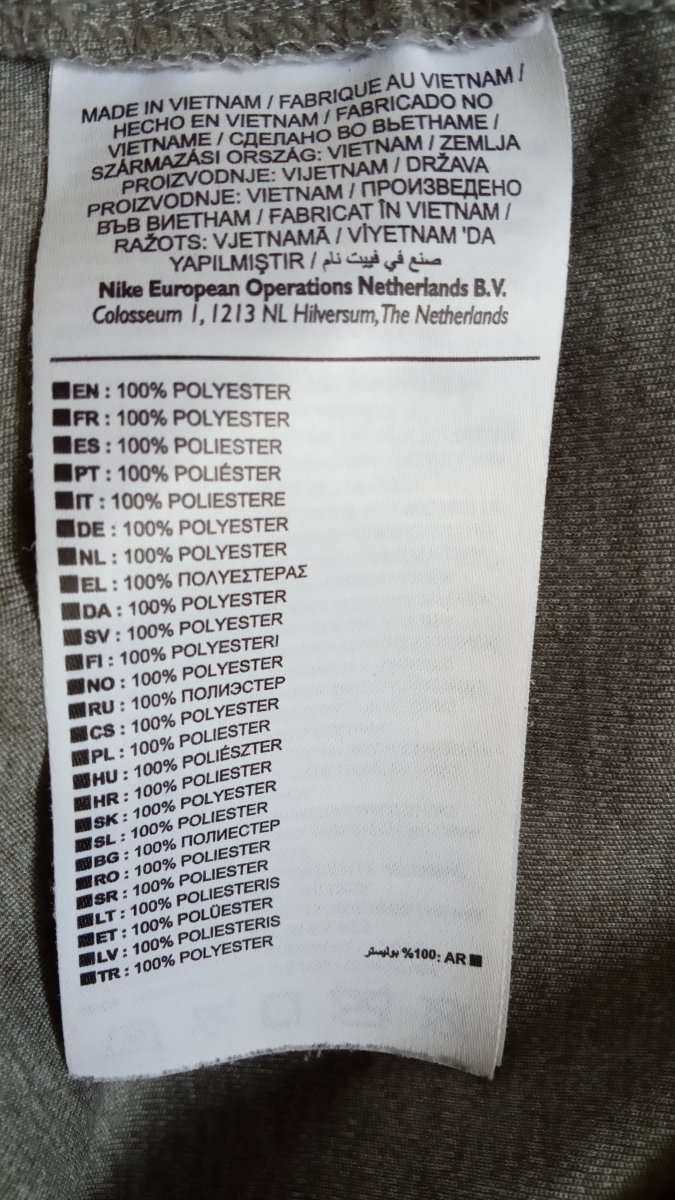 MADE IN VIETNAM / FABRIQUE AU VIETNAM /
HECHO EN VIETNAM / FABRICADO NO
VIETNAME / СДЕЛАНО ВО ВЬЕТНАМЕ /
SZÁRMAZÁSI ORSZÁG: VIETNAM / ZEMLJA
PROIZVODNJE: VIJETNAM / DRŽAVA
PROIZVODNJE: VIETNAM / ПРОИЗВЕДЕНО
ВЪВ ВИЕТНАМ / FABRICAT ÎN VIETNAM /
RAŽOTS: VJETNAMĀ / VİYETNAM 'DA
YAPILMIŞTIR / صنع في فييت نام
Nike European Operations Netherlands B.V.
Colosseum 1, 1213 NL Hilversum, The Netherlands
EN : 100% POLYESTER
FR : 100% POLYESTER
ES : 100% POLIESTER
PT : 100% POLIÉSTER
IT : 100% POLIESTERE
DE : 100% POLYESTER
NL : 100% POLYESTER
EL : 100% ΠΟΛΥΕΣΤΕΡΑΣ
DA : 100% POLYESTER
SV : 100% POLYESTER
FI : 100% POLYESTERI
NO : 100% POLYESTER
RU : 100% ПОЛИЭСТЕР
CS : 100% POLYESTER
PL : 100% POLIESTER
HU : 100% POLIÉSZTER
HR : 100% POLIESTER
SK : 100% POLYESTER
SL : 100% POLIESTER
BG : 100% ПОЛИЕСТЕР
RO : 100% POLIESTER
SR : 100% POLIESTER
LT : 100% POLIESTERIS
ET : 100% POLÜESTER
LV : 100% POLIESTERIS
TR : 100% POLYESTER
AR :100% بوليستر